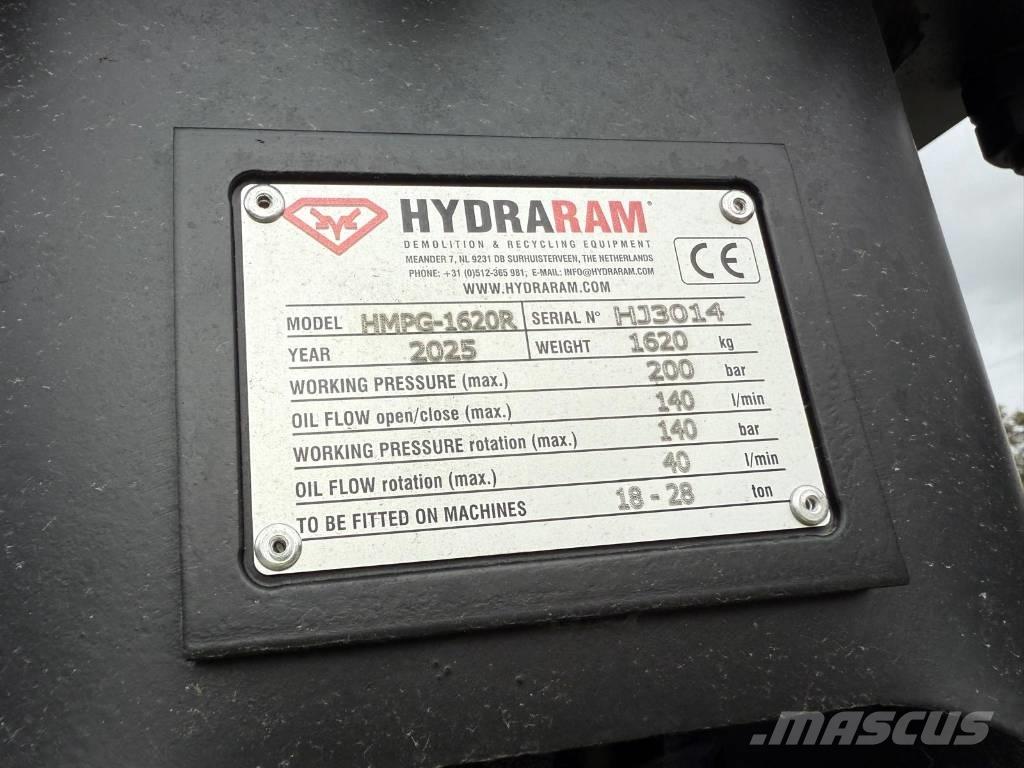 HYDRARAM®
DEMOLITION & RECYCLING EQUIPMENT
MEANDER 7, NL 9231 DB SURHUISTERVEEN, THE NETHERLANDS
PHONE: +31 (0)512-365 981; E-MAIL: INFO@HYDRARAM.COM
WWW.HYDRARAM.COM
CE
MODEL HMPG-1620R SERIAL N° HJ3014
YEAR 2025 WEIGHT 1620 kg
WORKING PRESSURE (max.) 200 bar
OIL FLOW open/close (max.) 140 l/min
WORKING PRESSURE rotation (max.) 140 bar
OIL FLOW rotation (max.) 40 l/min
TO BE FITTED ON MACHINES 18 - 28 ton
MASCUS